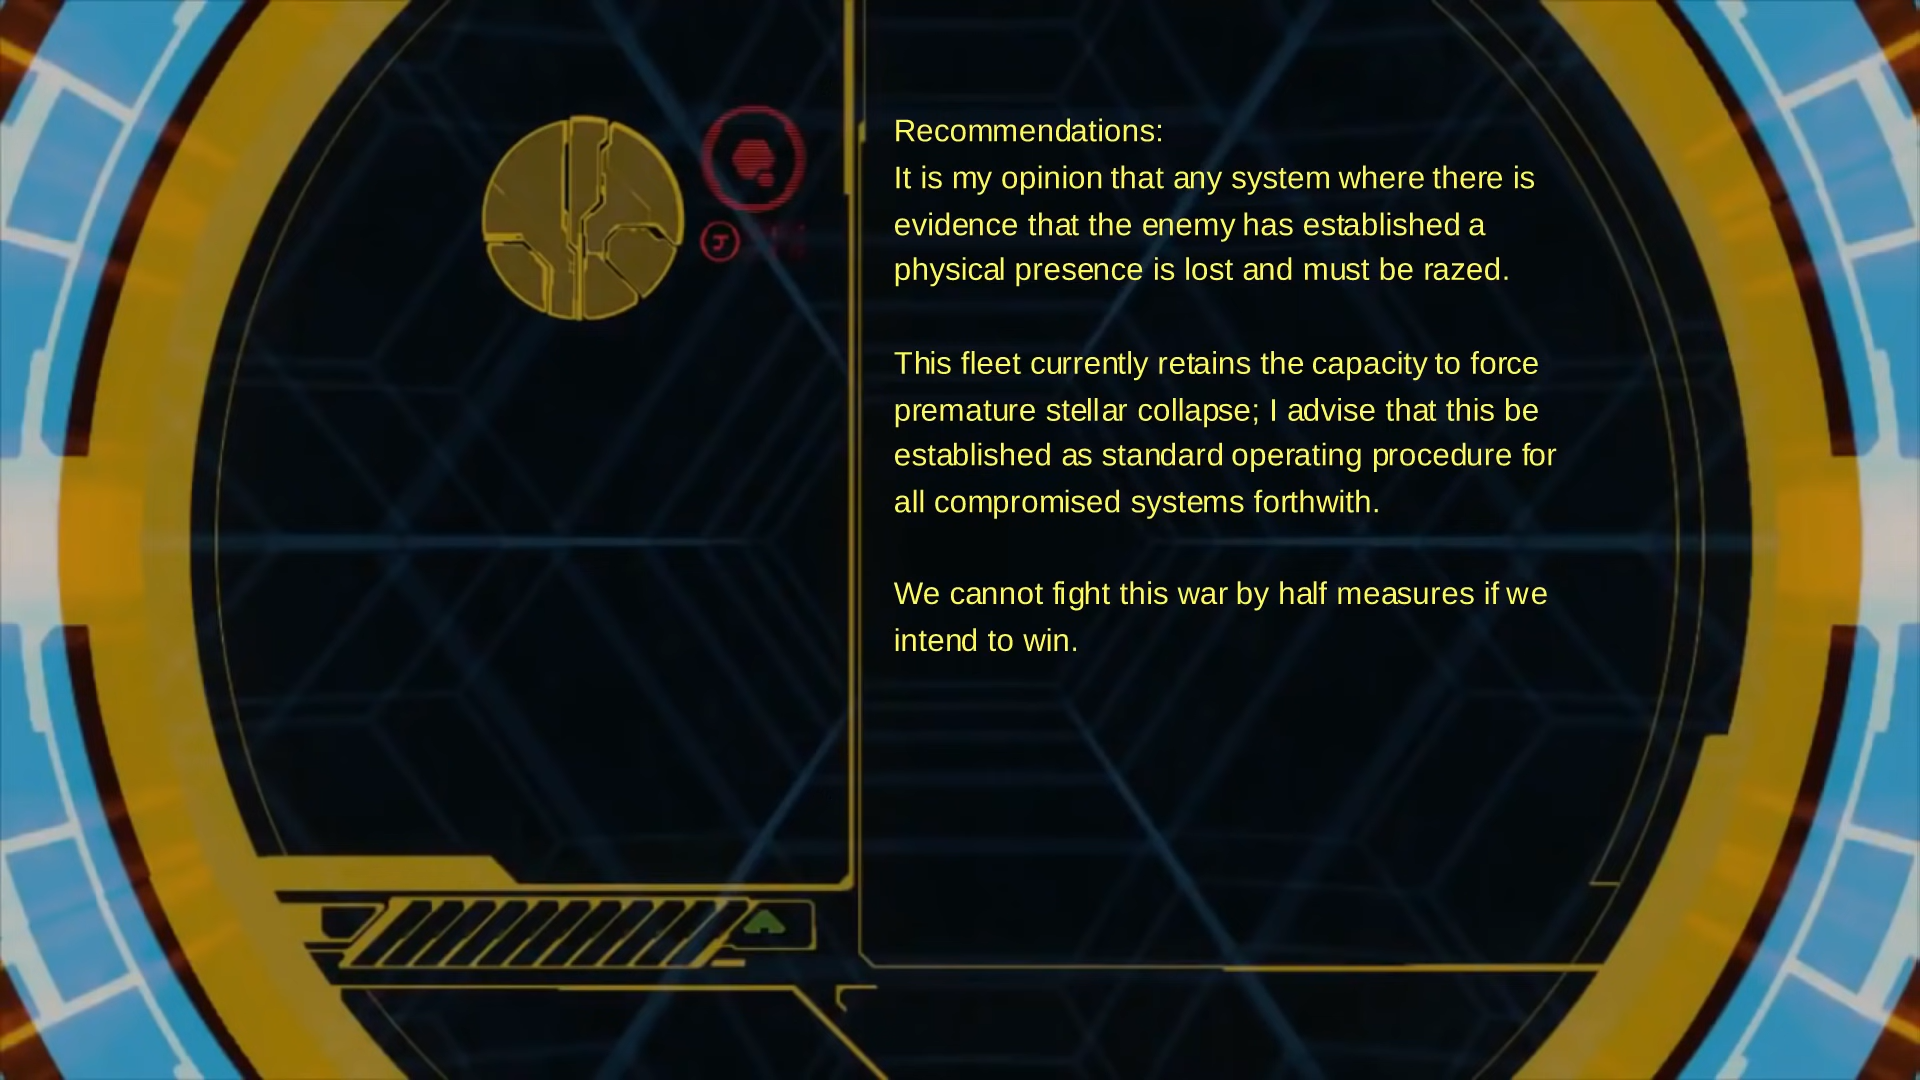 Recommendations:
It is my opinion that any system where there is
evidence that the enemy has established a
physical presence is lost and must be razed.
This fleet currently retains the capacity to force
premature stellar collapse; I advise that this be
established as standard operating procedure for
all compromised systems forthwith.
We cannot fight this war by half measures if we
intend to win.